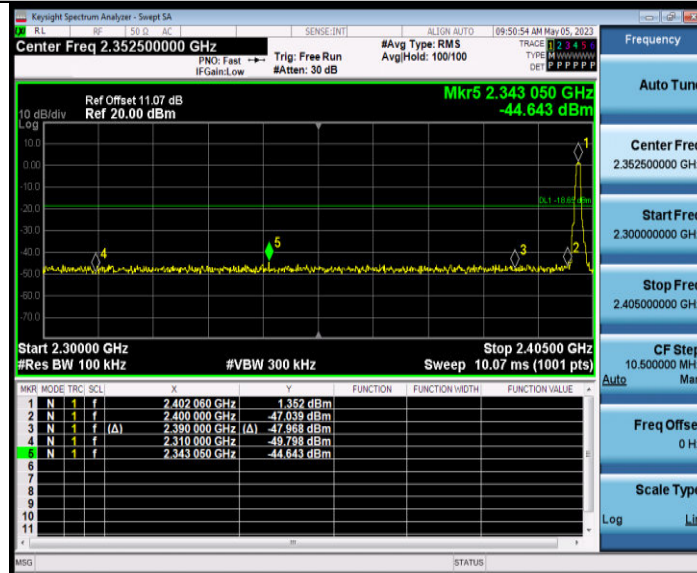 Keysight Spectrum Analyzer - Swept SA
RL RF 50 Ω AC SENSE:INT ALIGN AUTO 09:50:54 AM May 05, 2023
Center Freq 2.352500000 GHz
PNO: Fast
IFGain:Low
Trig: Free Run
#Atten: 30 dB
#Avg Type: RMS
Avg|Hold: 100/100
TRACE 1 2 3 4 5 6
TYPE M W W W W W
DET P P P P P P
Mkr5 2.343 050 GHz
-44.643 dBm
Ref Offset 11.07 dB
10 dB/div Ref 20.00 dBm
Log
10.0
0.00
-10.0
-20.0
-30.0
-40.0
-50.0
-60.0
-70.0
1
DL1 -18.65 dBm
5
3
2
4
Start 2.30000 GHz Stop 2.40500 GHz
#Res BW 100 kHz #VBW 300 kHz Sweep 10.07 ms (1001 pts)
MKR MODE TRC SCL X Y FUNCTION FUNCTION WIDTH FUNCTION VALUE
1 N 1 f 2.402 060 GHz 1.352 dBm
2 N 1 f 2.400 000 GHz -47.039 dBm
3 N 1 f (Δ) 2.390 000 GHz (Δ) -47.968 dBm
4 N 1 f 2.310 000 GHz -49.798 dBm
5 N 1 f 2.343 050 GHz -44.643 dBm
6
7
8
9
10
11
MSG STATUS
Frequency
Auto Tune
Center Freq
2.352500000 GHz
Start Freq
2.300000000 GHz
Stop Freq
2.405000000 GHz
CF Step
10.500000 MHz
Auto Man
Freq Offset
0 Hz
Scale Type
Log Lin